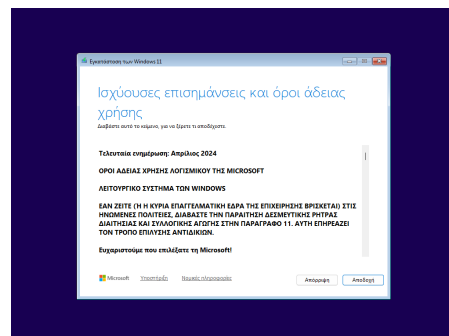 Εγκατάσταση των Windows 11
Ισχύουσες επισημάνσεις και όροι άδειας
χρήσης
Διαβάστε αυτό το κείμενο, για να ξέρετε τι αποδέχεστε.
Τελευταία ενημέρωση: Απρίλιος 2024
ΟΡΟΙ ΑΔΕΙΑΣ ΧΡΗΣΗΣ ΛΟΓΙΣΜΙΚΟΥ ΤΗΣ MICROSOFT
ΛΕΙΤΟΥΡΓΙΚΟ ΣΥΣΤΗΜΑ ΤΩΝ WINDOWS
ΕΑΝ ΖΕΙΤΕ (Ή Η ΚΥΡΙΑ ΕΠΑΓΓΕΛΜΑΤΙΚΗ ΕΔΡΑ ΤΗΣ ΕΠΙΧΕΙΡΗΣΗΣ ΒΡΙΣΚΕΤΑΙ) ΣΤΙΣ
ΗΝΩΜΕΝΕΣ ΠΟΛΙΤΕΙΕΣ, ΔΙΑΒΑΣΤΕ ΤΗΝ ΠΑΡΑΙΤΗΣΗ ΔΕΣΜΕΥΤΙΚΗΣ ΡΗΤΡΑΣ
ΔΙΑΙΤΗΣΙΑΣ ΚΑΙ ΣΥΛΛΟΓΙΚΗΣ ΑΓΩΓΗΣ ΣΤΗΝ ΠΑΡΑΓΡΑΦΟ 11. ΑΥΤΗ ΕΠΗΡΕΑΖΕΙ
ΤΟΝ ΤΡΟΠΟ ΕΠΙΛΥΣΗΣ ΑΝΤΙΔΙΚΙΩΝ.
Ευχαριστούμε που επιλέξατε τη Microsoft!
Microsoft Υποστήριξη Νομικές πληροφορίες Απόρριψη Αποδοχή